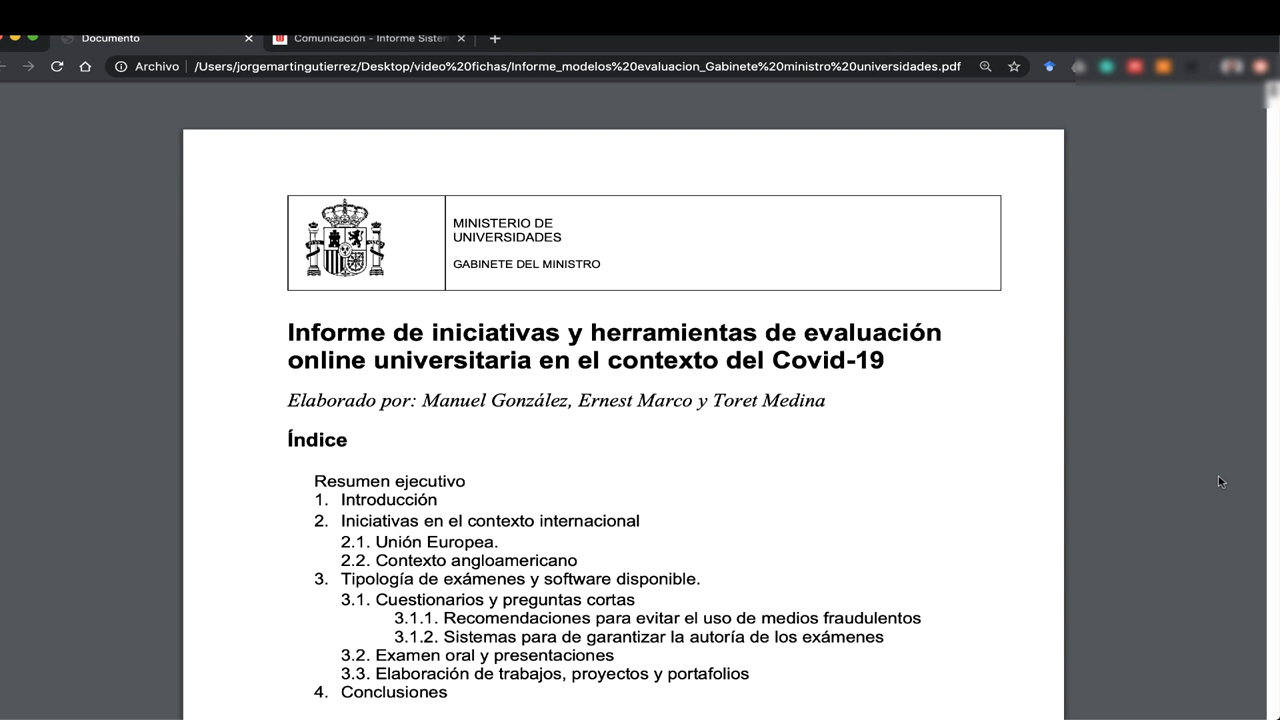 Documento
Comunicación - Informe Sister
Archivo
/Users/jorgemartingutierrez/Desktop/video%20fichas/Informe_modelos%20evaluacion_Gabinete%20ministro%20universidades.pdf
MINISTERIO DE
UNIVERSIDADES
GABINETE DEL MINISTRO
Informe de iniciativas y herramientas de evaluación
online universitaria en el contexto del Covid-19
Elaborado por: Manuel González, Ernest Marco y Toret Medina
Índice
Resumen ejecutivo
1. Introducción
2. Iniciativas en el contexto internacional
2.1. Unión Europea.
2.2. Contexto angloamericano
3. Tipología de exámenes y software disponible.
3.1. Cuestionarios y preguntas cortas
3.1.1. Recomendaciones para evitar el uso de medios fraudulentos
3.1.2. Sistemas para de garantizar la autoría de los exámenes
3.2. Examen oral y presentaciones
3.3. Elaboración de trabajos, proyectos y portafolios
4. Conclusiones